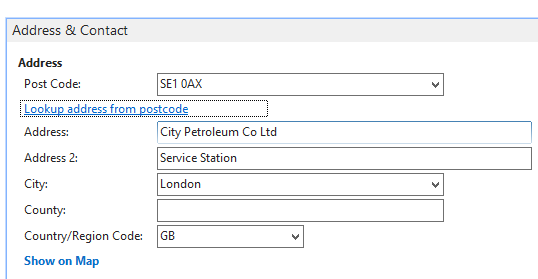 Address & Contact
Address
Post Code: SE1 0AX
Lookup address from postcode
Address: City Petroleum Co Ltd
Address 2: Service Station
City: London
County:
Country/Region Code: GB
Show on Map